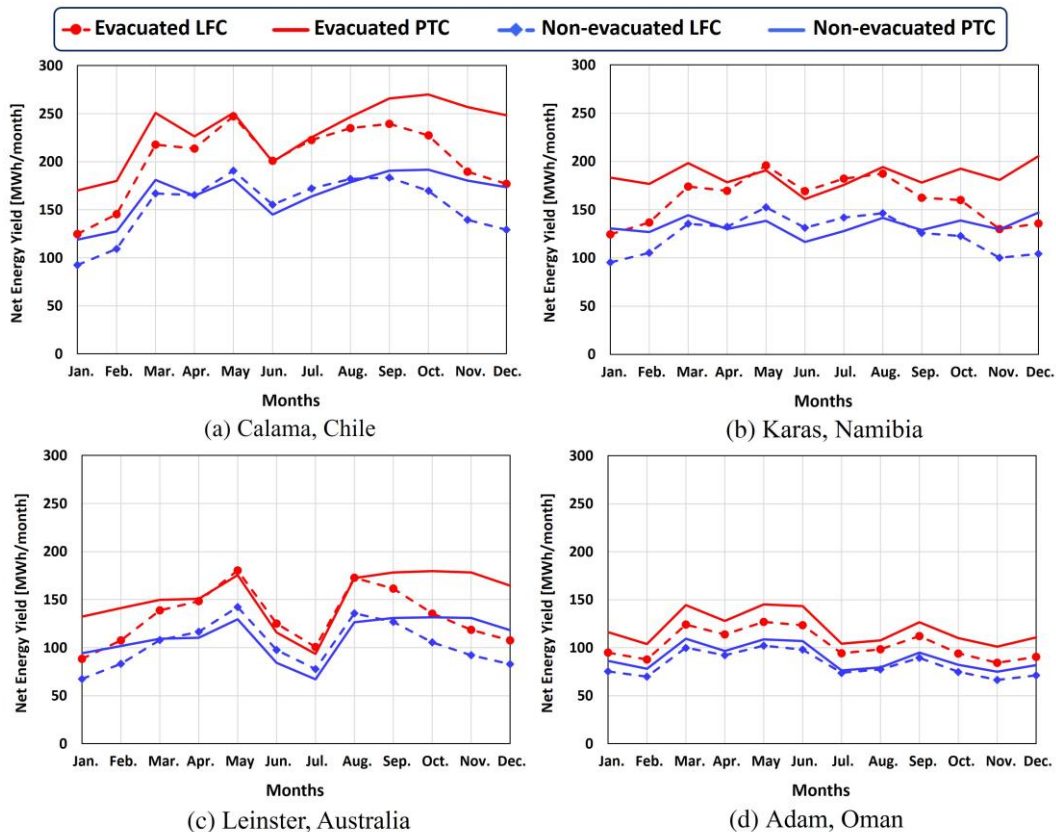 Evacuated LFC Evacuated PTC Non-evacuated LFC Non-evacuated PTC
Net Energy Yield [MWh/month]
300
250
200
150
100
50
0
Jan. Feb. Mar. Apr. May Jun. Jul. Aug. Sep. Oct. Nov. Dec.
Months
(a) Calama, Chile
Net Energy Yield [MWh/month]
300
250
200
150
100
50
0
Jan. Feb. Mar. Apr. May Jun. Jul. Aug. Sep. Oct. Nov. Dec.
Months
(b) Karas, Namibia
Net Energy Yield [MWh/month]
300
250
200
150
100
50
0
Jan. Feb. Mar. Apr. May Jun. Jul. Aug. Sep. Oct. Nov. Dec.
Months
(c) Leinster, Australia
Net Energy Yield [MWh/month]
300
250
200
150
100
50
0
Jan. Feb. Mar. Apr. May Jun. Jul. Aug. Sep. Oct. Nov. Dec.
Months
(d) Adam, Oman